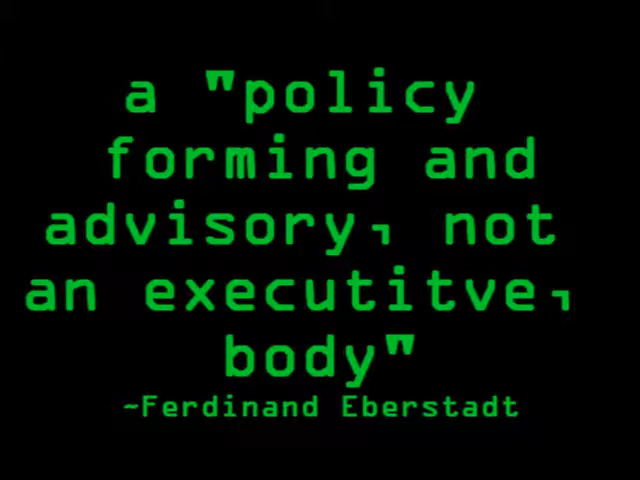 a "policy
forming and
advisory, not
an executitve,
body"
~Ferdinand Eberstadt